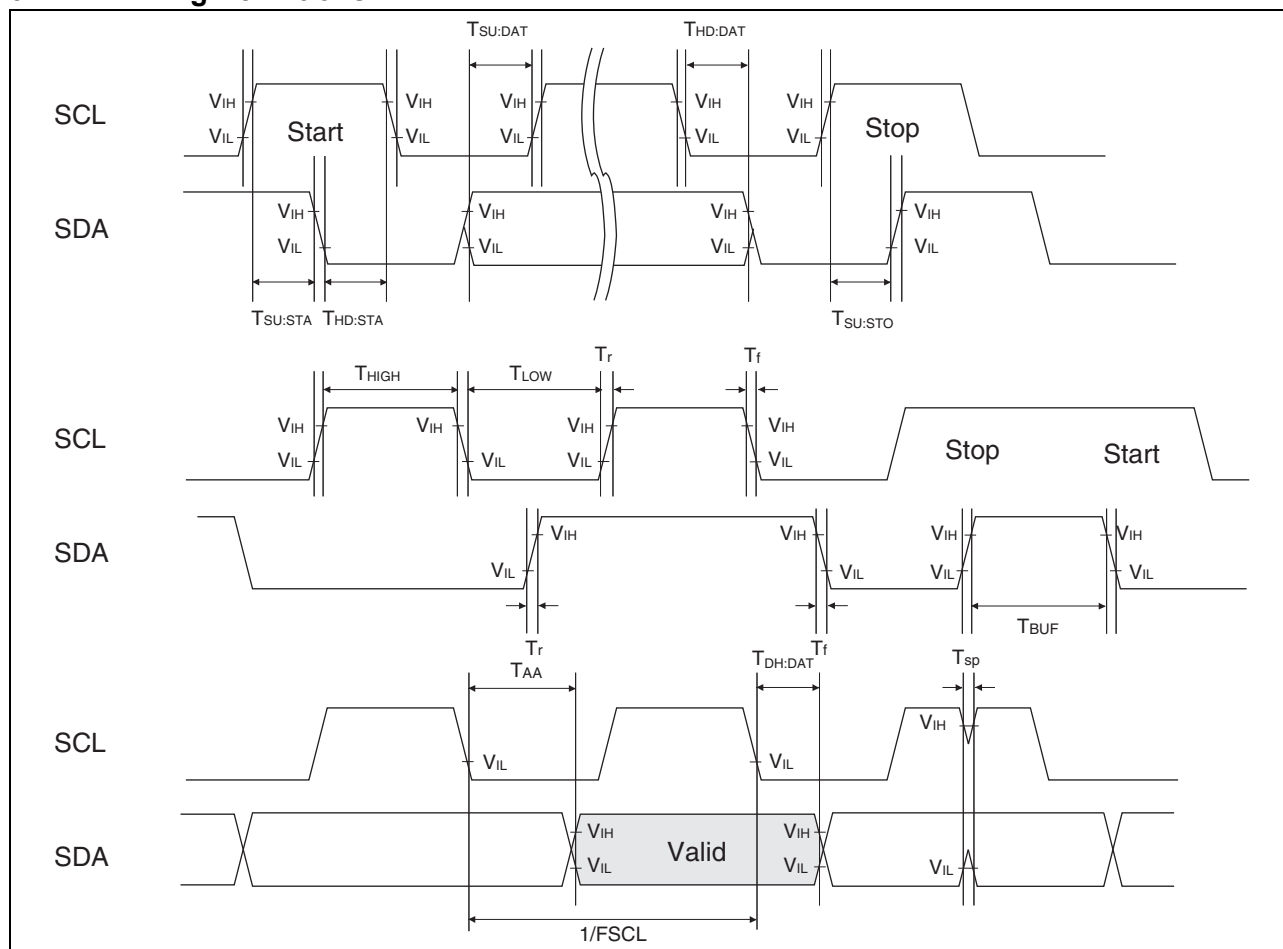 TSU:DAT THD:DAT
SCL VIH VIH VIH VIH VIH
VIL Start VIL VIL VIL VIL Stop
SDA VIH VIH VIH VIH
VIL VIL VIL VIL
TSU:STA THD:STA TSU:STO
THIGH TLOW Tr Tf
SCL VIH VIH VIH VIH
VIL VIL VIL VIL Stop Start
SDA VIH VIH VIH VIH
VIL VIL VIL VIL
Tr Tf TBUF
TAA TDH:DAT Tsp
SCL VIH
VIL VIL
SDA VIH VIH
VIL Valid VIL VIL
1/FSCL